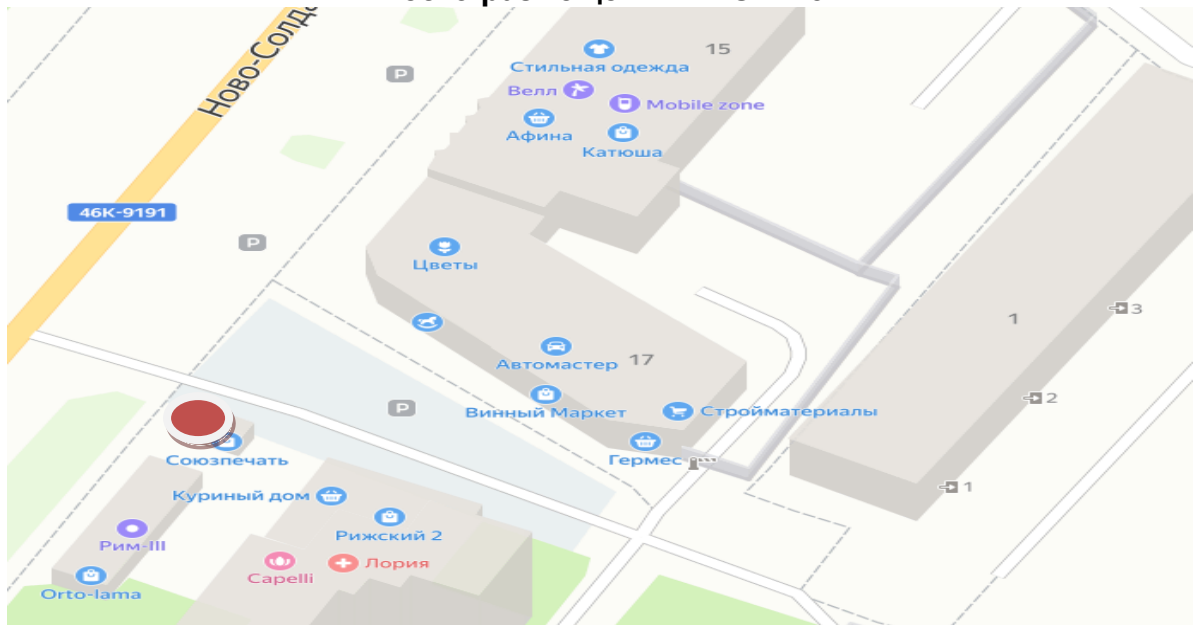 Ново-Солдо
P
15
Стильная одежда
Велл
Mobile zone
Афина
Катюша
46К-9191
P
Цветы
1
3
Автомастер
17
P
Винный Маркет
Стройматериалы
2
Союзпечать
Гермес
1
Куриный дом
Рижский 2
Рим-III
Capelli
Лория
Orto-lama